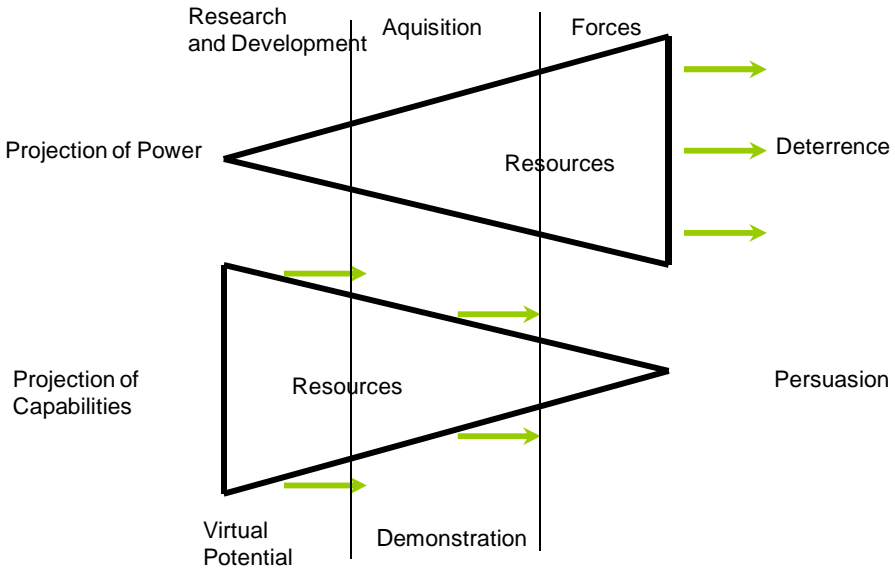 Research
and Development
Aquisition
Forces
Projection of Power
Resources
Deterrence
Projection of
Capabilities
Resources
Persuasion
Virtual
Potential
Demonstration